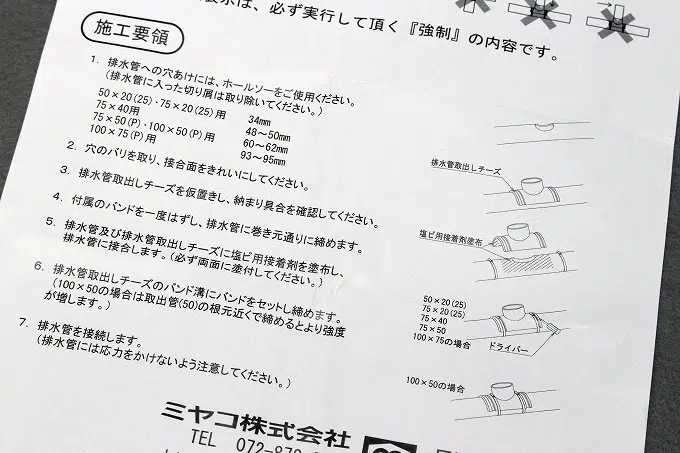 は、必ず実行して頂く『強制』の内容です。
施工要領
1. 排水管への穴あけには、ホールソーをご使用ください。
(排水管に入った切り屑は取り除いてください。)
50×20(25)・75×20(25)用 34mm
75×40用 48~50mm
75×50(P)・100×50(P)用 60~62mm
100×75(P)用 93~95mm
2. 穴のバリを取り、接合面をきれいにしてください。
3. 排水管取出しチーズを仮置きし、納まり具合を確認してください。
4. 付属のバンドを一度はずし、排水管に巻き元通りに締めます。
5. 排水管及び排水管取出しチーズに塩ビ用接着剤を塗布し、
排水管に接合します。(必ず両面に塗付してください。)
6. 排水管取出しチーズのバンド溝にバンドをセットし締めます。
(100×50の場合は取出管(50)の根元近くで締めるとより強度
が増します。)
7. 排水管を接続します。
(排水管には応力をかけないよう注意してください。)
排水管取出しチーズ
塩ビ用接着剤塗布
50×20(25)
75×20(25)
75×40
75×50
100×75の場合
ドライバー
100×50の場合
ミヤコ株式会社
TEL 072-873-